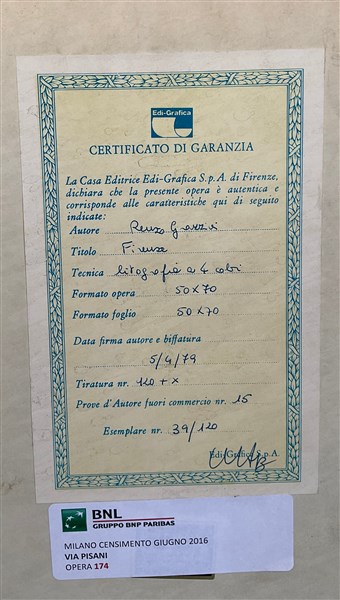 Edi-Grafica
CERTIFICATO DI GARANZIA
La Casa Editrice Edi-Grafica S.p.A. di Firenze,
dichiara che la presente opera è autentica e
corrisponde alle caratteristiche qui di seguito
indicate:
Autore Renzo Grazzini
Titolo Firenze
Tecnica litografia a 4 colori
Formato opera 50x70
Formato foglio 50x70
Data firma autore e biffatura
5/4/79
Tiratura nr. 120 + x
Prove d'Autore fuori commercio nr. 15
Esemplare nr. 39/120
Edi-Grafica S.p.A.
BNL
GRUPPO BNP PARIBAS
MILANO CENSIMENTO GIUGNO 2016
VIA PISANI
OPERA 174